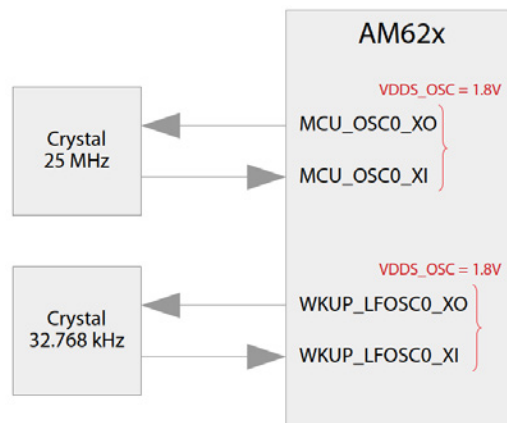 AM62x
VDDS_OSC = 1.8V
Crystal
25 MHz
MCU_OSC0_XO
MCU_OSC0_XI
VDDS_OSC = 1.8V
Crystal
32.768 kHz
WKUP_LFOSC0_XO
WKUP_LFOSC0_XI